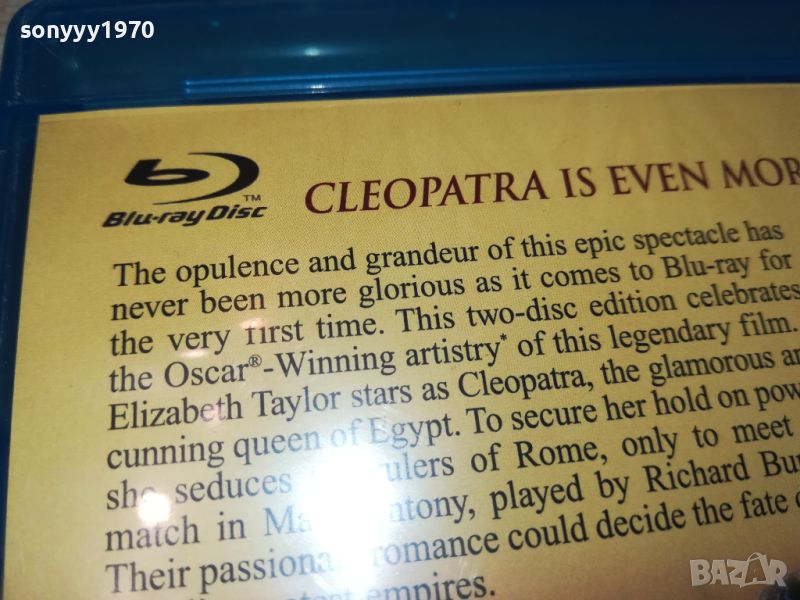 sonyyy1970
Blu-ray Disc™
CLEOPATRA IS EVEN MOR
The opulence and grandeur of this epic spectacle has
never been more glorious as it comes to Blu-ray for
the very first time. This two-disc edition celebrates
the Oscar®-Winning artistry* of this legendary film.
Elizabeth Taylor stars as Cleopatra, the glamorous an
cunning queen of Egypt. To secure her hold on pow
she seduces rulers of Rome, only to meet
match in Ma ntony, played by Richard Bu
Their passiona romance could decide the fate o
empires.
BAZAR